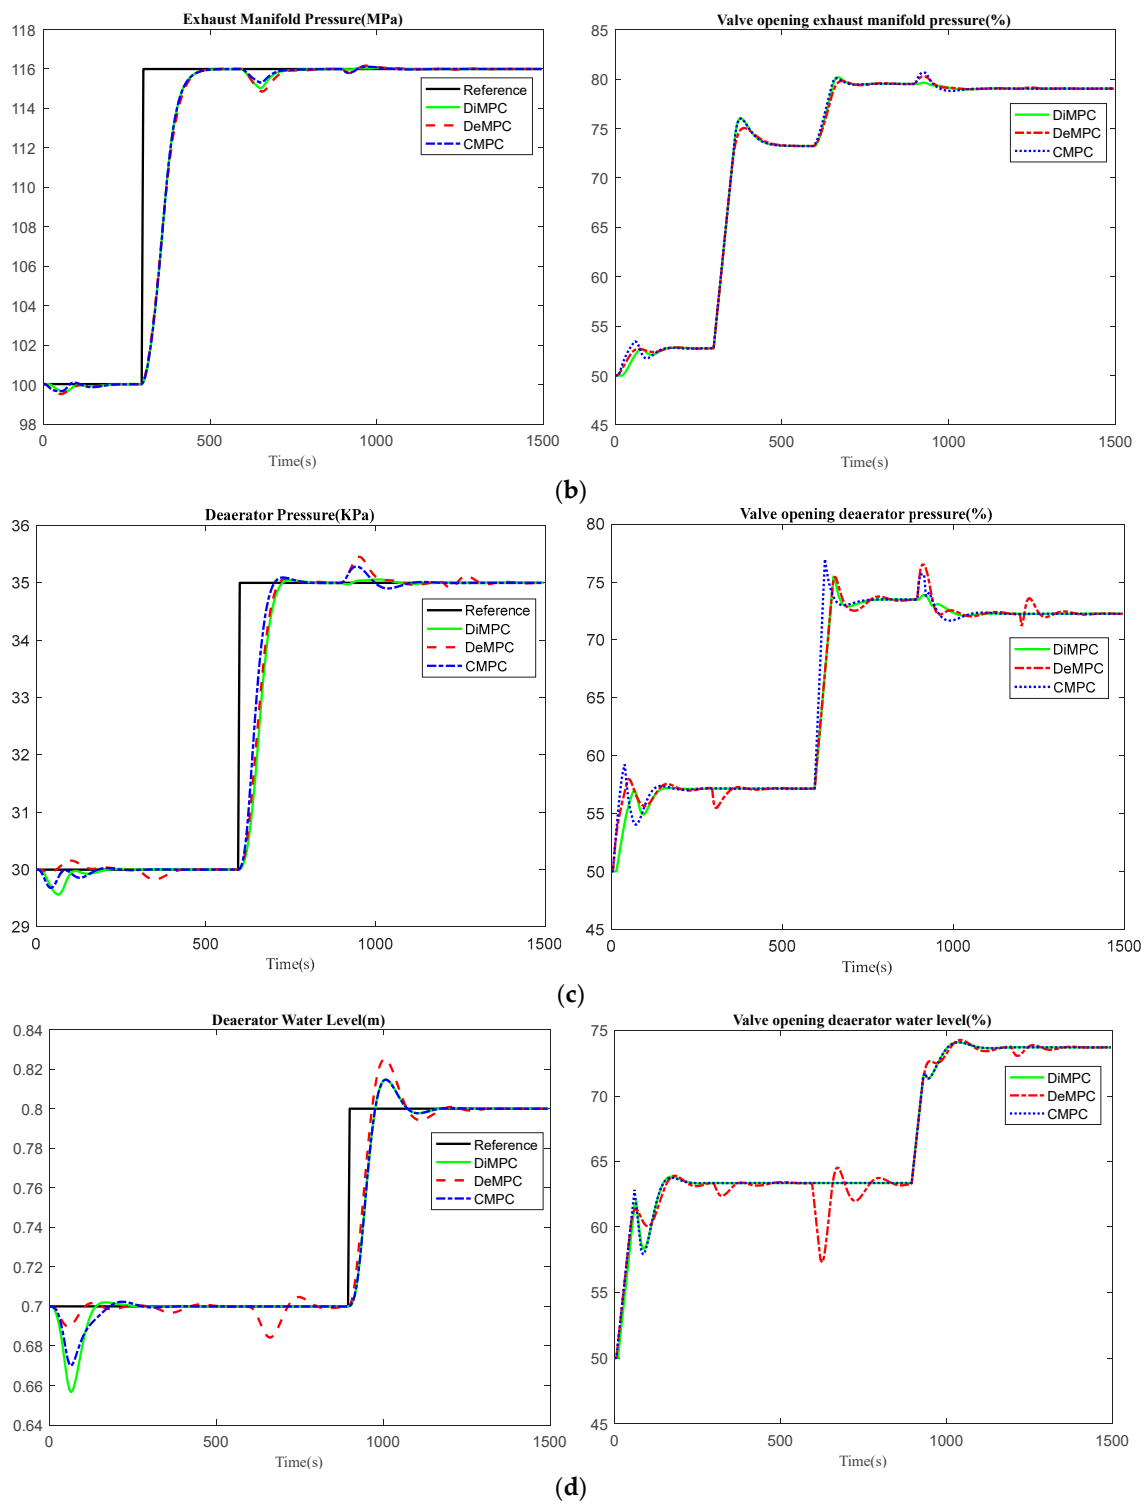 Exhaust Manifold Pressure(MPa)
118
116
114
112
110
108
106
104
102
100
98
0
500
1000
1500
Time(s)
Reference
DiMPC
DeMPC
CMPC
Valve opening exhaust manifold pressure(%)
85
80
75
70
65
60
55
50
45
0
500
1000
1500
Time(s)
DiMPC
DeMPC
CMPC
(b)
Deaerator Pressure(KPa)
36
35
34
33
32
31
30
29
0
500
1000
1500
Time(s)
Reference
DiMPC
DeMPC
CMPC
Valve opening deaerator pressure(%)
80
75
70
65
60
55
50
45
0
500
1000
1500
Time(s)
DiMPC
DeMPC
CMPC
(c)
Deaerator Water Level(m)
0.84
0.82
0.8
0.78
0.76
0.74
0.72
0.7
0.68
0.66
0.64
0
500
1000
1500
Time(s)
Reference
DiMPC
DeMPC
CMPC
Valve opening deaerator water level(%)
75
70
65
60
55
50
45
0
500
1000
1500
Time(s)
DiMPC
DeMPC
CMPC
(d)